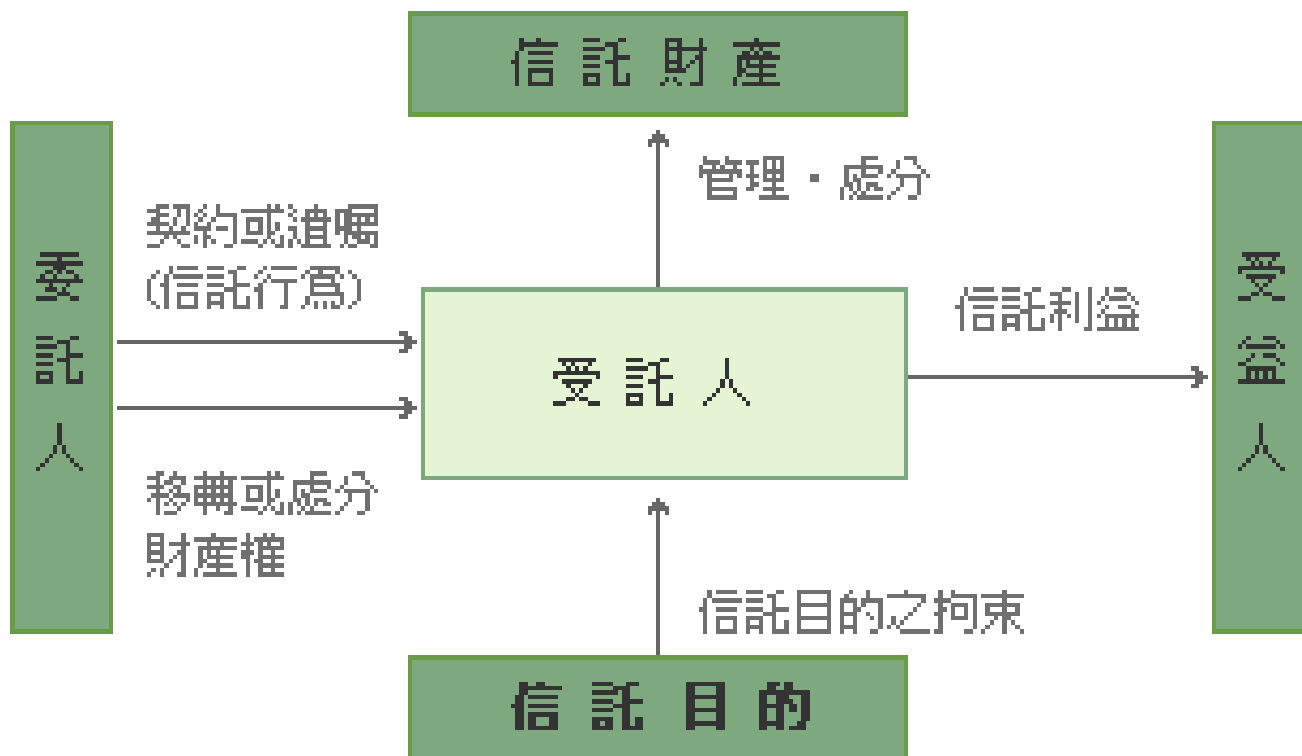 信託財產
管理・處分
委託人
契約或遺囑
(信託行為)
受託人
信託利益
受益人
移轉或處分
財產權
信託目的之拘束
信託目的